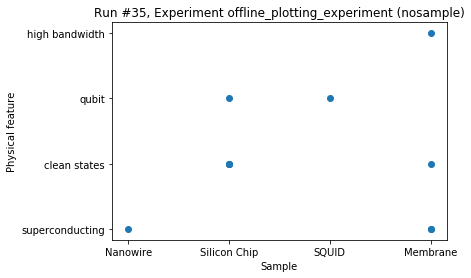 Run #35, Experiment offline_plotting_experiment (nosample)
high bandwidth
qubit
clean states
superconducting
Physical feature
Nanowire Silicon Chip SQUID Membrane
Sample